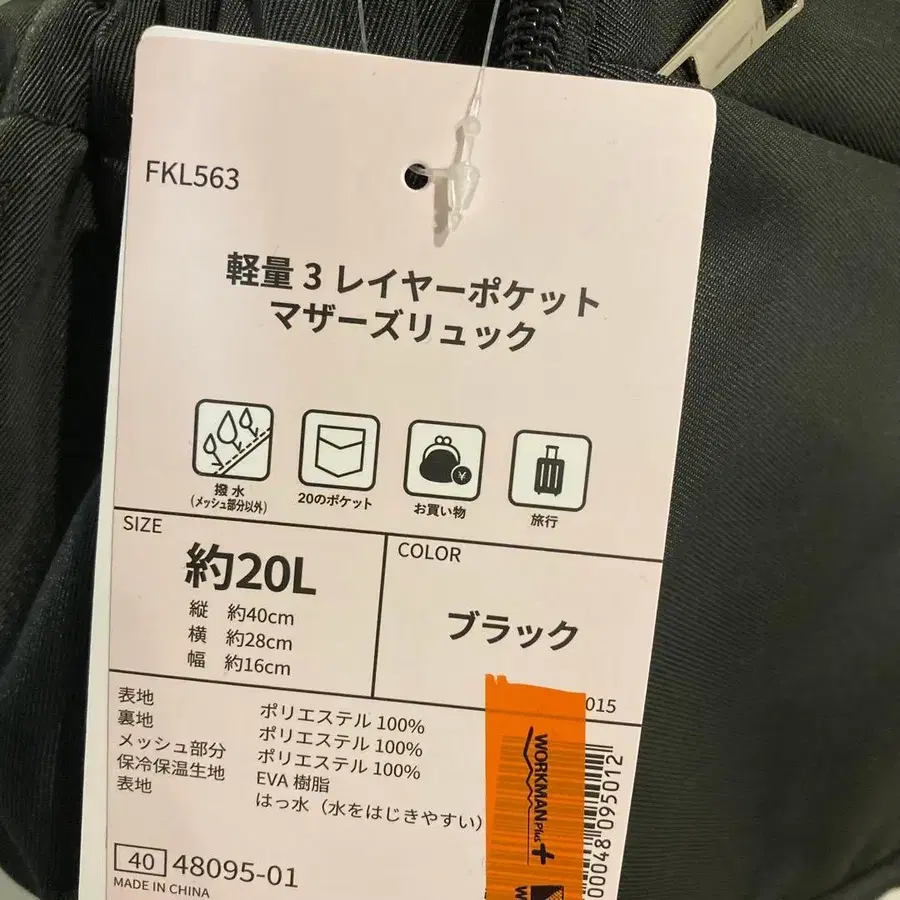 FKL563
軽量 3 レイヤーポケット
マザーズリュック
撥 水
(メッシュ部分以外)
20のポケット
お買い物
旅行
SIZE
約20L
縦 約40cm
横 約28cm
幅 約16cm
COLOR
ブラック
015
表地 ポリエステル 100%
裏地 ポリエステル 100%
メッシュ部分 ポリエステル 100%
保冷保温生地 EVA 樹脂
表地 はっ水（水をはじきやすい）
40 48095-01
MADE IN CHINA
WORKMAN Plus+
00048095012